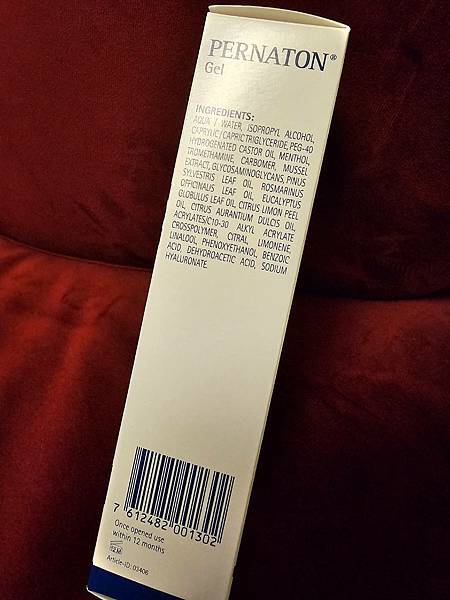 PERNATON®
Gel
INGREDIENTS:
AQUA / WATER, ISOPROPYL ALCOHOL,
CAPRYLIC/CAPRIC TRIGLYCERIDE, PEG-40
HYDROGENATED CASTOR OIL, MENTHOL,
TROMETHAMINE, CARBOMER, MUSSEL
EXTRACT, GLYCOSAMINOGLYCANS, PINUS
SYLVESTRIS LEAF OIL, ROSMARINUS
OFFICINALIS LEAF OIL, EUCALYPTUS
GLOBULUS LEAF OIL, CITRUS LIMON PEEL
OIL, CITRUS AURANTIUM DULCIS OIL,
ACRYLATES/C10-30 ALKYL ACRYLATE
CROSSPOLYMER, CITRAL, LIMONENE,
LINALOOL, PHENOXYETHANOL, BENZOIC
ACID, DEHYDROACETIC ACID, SODIUM
HYALURONATE.
7 612482 001302
Once opened use
within 12 months
12 M
Article-ID: 03406